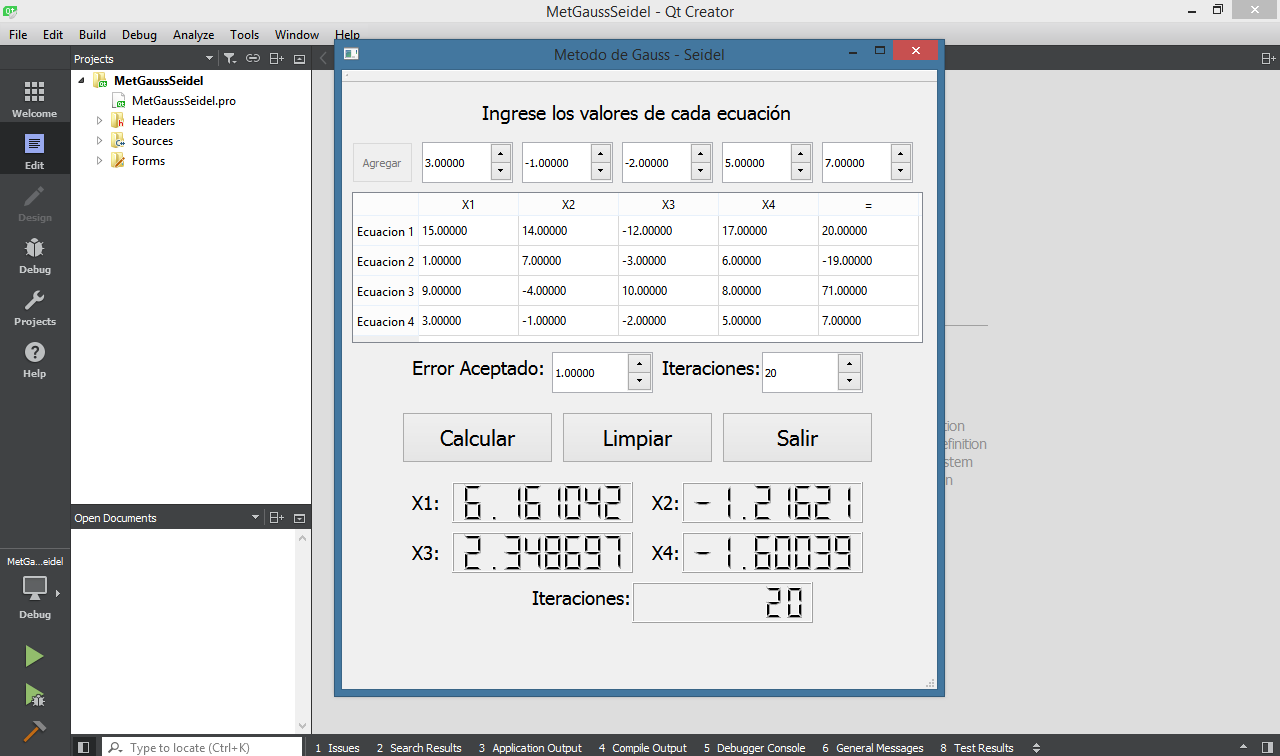 MetGaussSeidel - Qt Creator
File Edit Build Debug Analyze Tools Window Help
Projects
Metodo de Gauss - Seidel
MetGaussSeidel
MetGaussSeidel.pro
Headers
Sources
Forms
Welcome
Edit
Design
Debug
Projects
Help
Ingrese los valores de cada ecuación
Agregar 3.00000 -1.00000 -2.00000 5.00000 7.00000
X1 X2 X3 X4 =
Ecuacion 1 15.00000 14.00000 -12.00000 17.00000 20.00000
Ecuacion 2 1.00000 7.00000 -3.00000 6.00000 -19.00000
Ecuacion 3 9.00000 -4.00000 10.00000 8.00000 71.00000
Ecuacion 4 3.00000 -1.00000 -2.00000 5.00000 7.00000
Error Aceptado: 1.00000 Iteraciones: 20
Calcular Limpiar Salir
X1: 6.161042 X2: -1.21621
X3: 2.348697 X4: -1.60039
Iteraciones: 20
Open Documents
MetGa...eidel
Debug
Type to locate (Ctrl+K)
1 Issues 2 Search Results 3 Application Output 4 Compile Output 5 Debugger Console 6 General Messages 8 Test Results